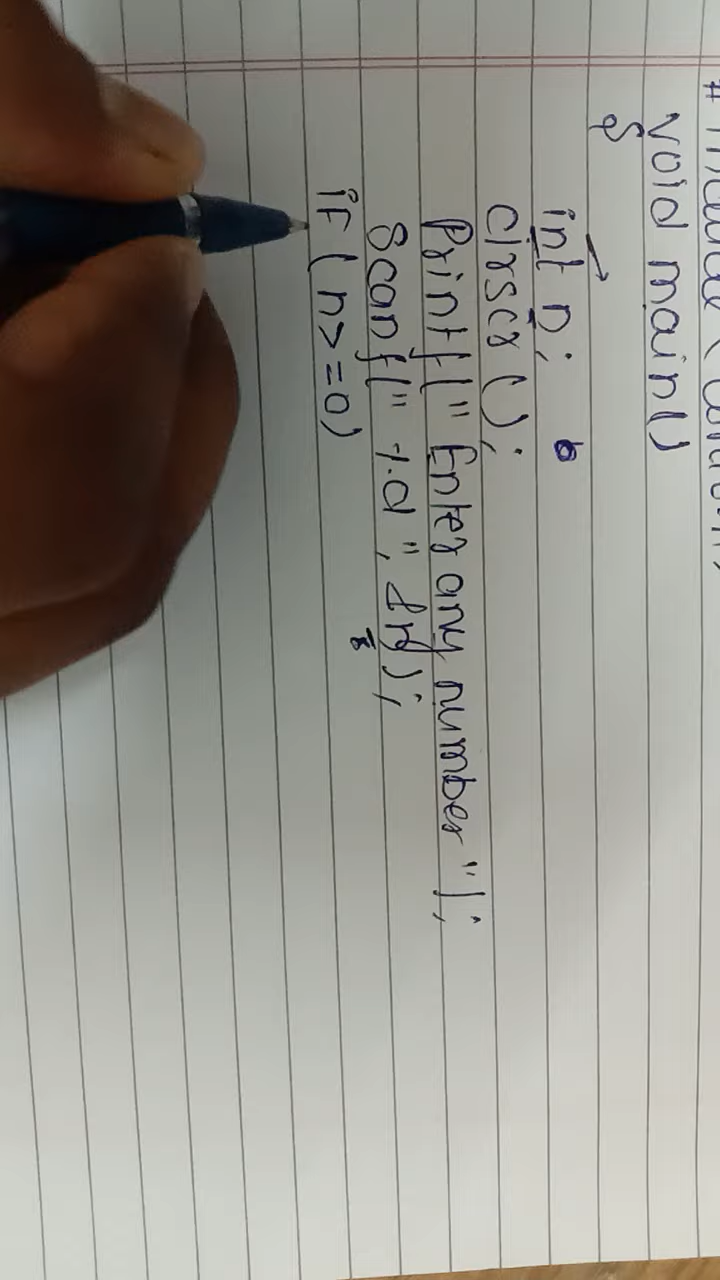 void main()
{
int n;
clrscr();
Printf("Enter any number");
Scanf("%d", &n);
if (n>=0)